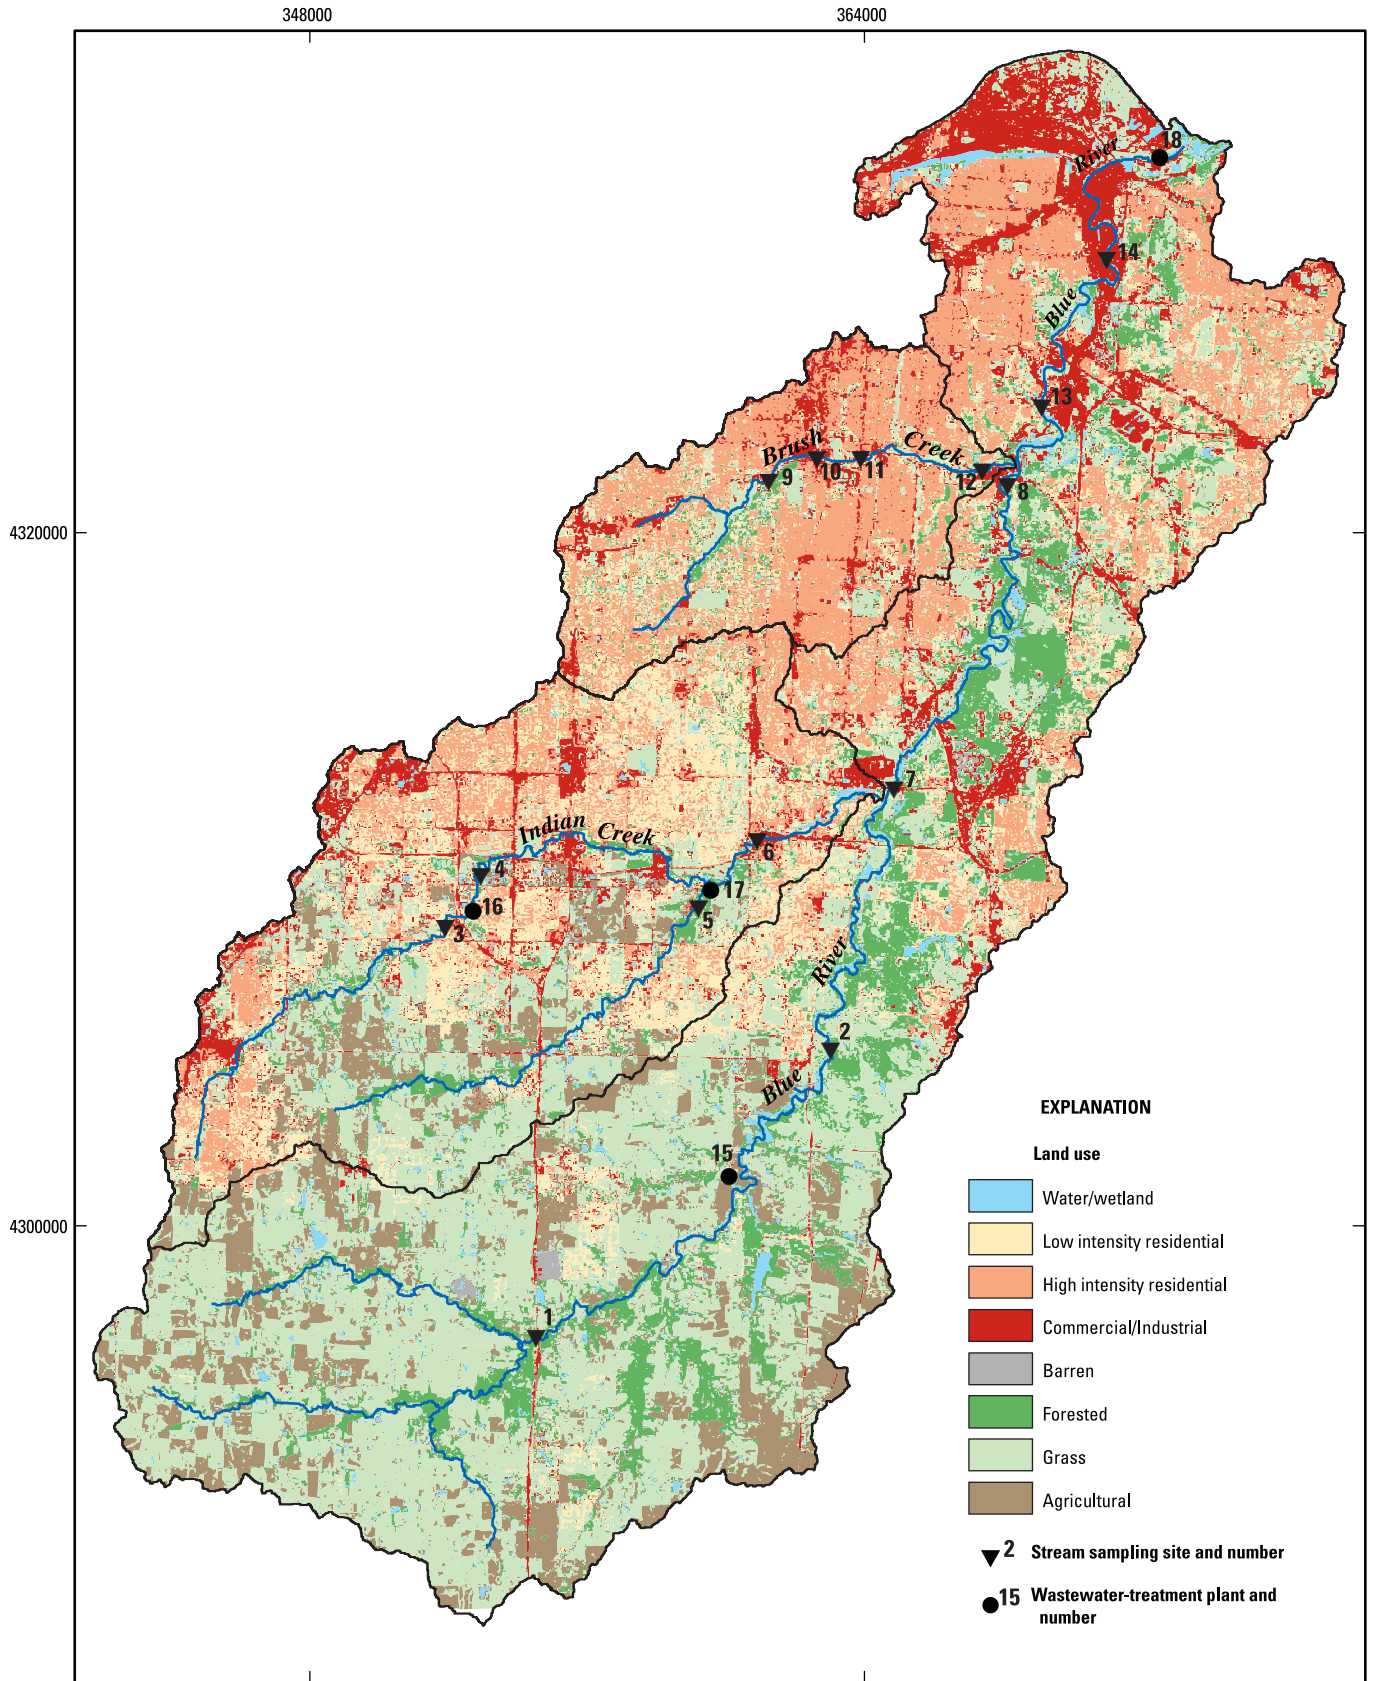 348000
364000
18
River
14
Blue
13
Brush
Creek
9
10
11
12
8
4320000
7
Indian
Creek
6
4
17
16
5
3
River
2
Blue
15
4300000
1
EXPLANATION
Land use
Water/wetland
Low intensity residential
High intensity residential
Commercial/Industrial
Barren
Forested
Grass
Agricultural
2 Stream sampling site and number
15 Wastewater-treatment plant and
number